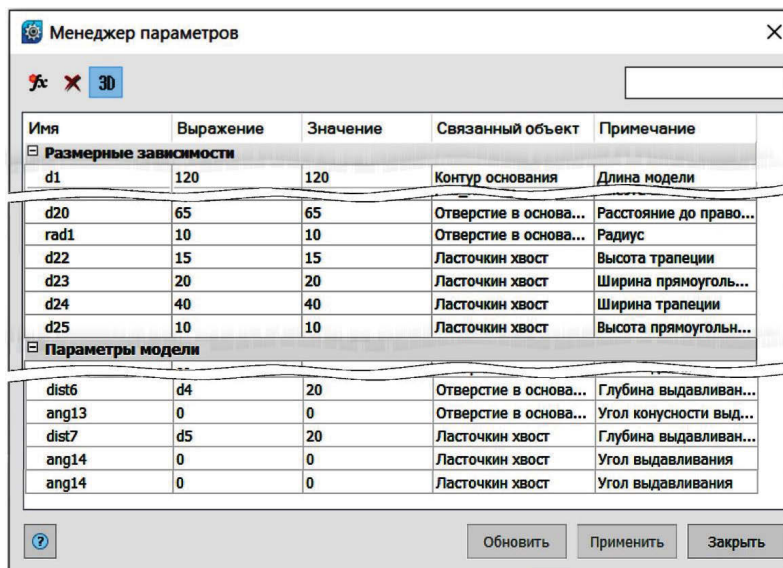 Менеджер параметров
fx 3D
Имя Выражение Значение Связанный объект Примечание
Размерные зависимости
d1 120 120 Контур основания Длина модели
d20 65 65 Отверстие в основа... Расстояние до право...
rad1 10 10 Отверстие в основа... Радиус
d22 15 15 Ласточкин хвост Высота трапеции
d23 20 20 Ласточкин хвост Ширина прямоуголь...
d24 40 40 Ласточкин хвост Ширина трапеции
d25 10 10 Ласточкин хвост Высота прямоугольн...
Параметры модели
dist6 d4 20 Отверстие в основа... Глубина выдавливан...
ang13 0 0 Отверстие в основа... Угол конусности выд...
dist7 d5 20 Ласточкин хвост Глубина выдавливан...
ang14 0 0 Ласточкин хвост Угол выдавливания
ang14 0 0 Ласточкин хвост Угол выдавливания
? Обновить Применить Закрыть